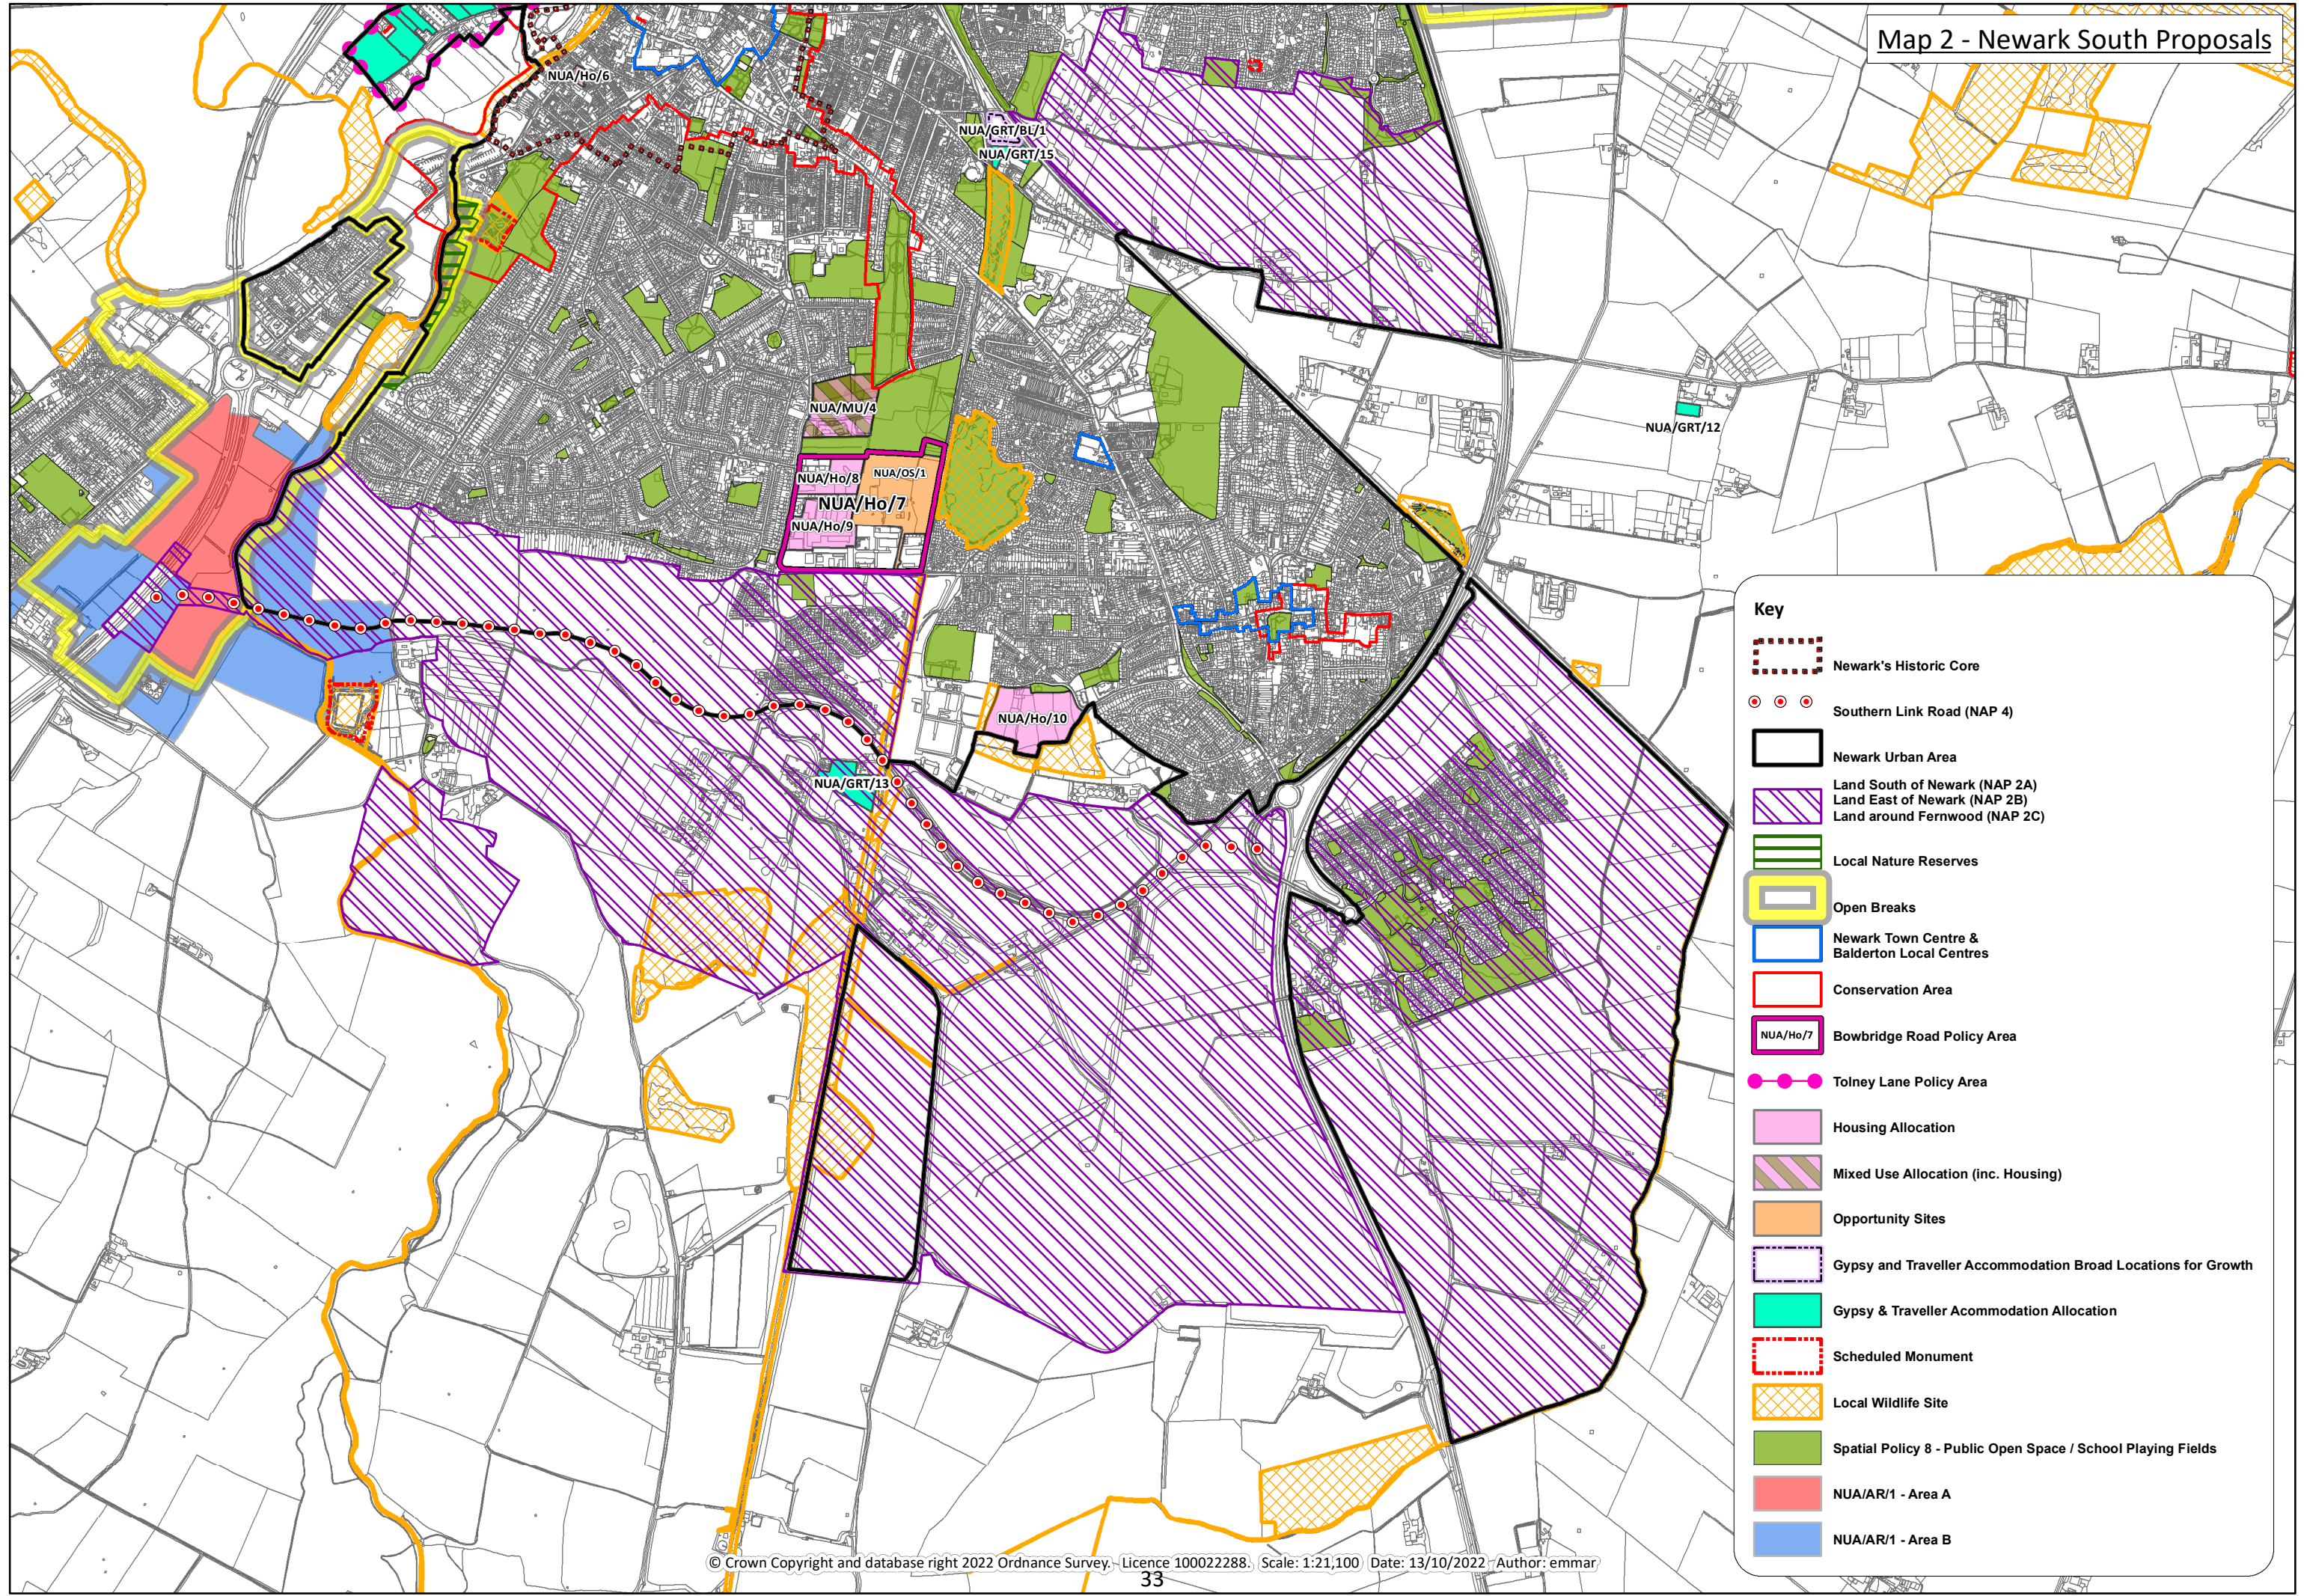 Map 2 - Newark South Proposals
NUA/Ho/6
NUA/GRT/BL/1
NUA/GRT/15
NUA/MU/4
NUA/GRT/12
NUA/Ho/8
NUA/OS/1
NUA/Ho/7
NUA/Ho/9
NUA/Ho/10
NUA/GRT/13
Key
Newark's Historic Core
Southern Link Road (NAP 4)
Newark Urban Area
Land South of Newark (NAP 2A)
Land East of Newark (NAP 2B)
Land around Fernwood (NAP 2C)
Local Nature Reserves
Open Breaks
Newark Town Centre &
Balderton Local Centres
Conservation Area
NUA/Ho/7 Bowbridge Road Policy Area
Tolney Lane Policy Area
Housing Allocation
Mixed Use Allocation (inc. Housing)
Opportunity Sites
Gypsy and Traveller Accommodation Broad Locations for Growth
Gypsy & Traveller Acommodation Allocation
Scheduled Monument
Local Wildlife Site
Spatial Policy 8 - Public Open Space / School Playing Fields
NUA/AR/1 - Area A
NUA/AR/1 - Area B
© Crown Copyright and database right 2022 Ordnance Survey. Licence 100022288. Scale: 1:21,100 Date: 13/10/2022 Author: emmar
33